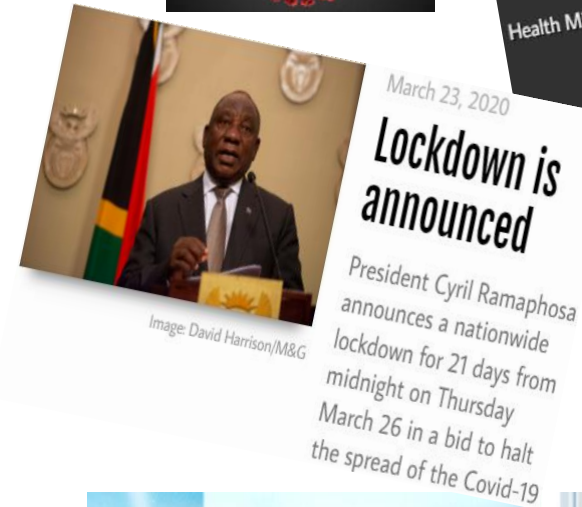 Health M
March 23, 2020
Lockdown is
announced
President Cyril Ramaphosa
announces a nationwide
lockdown for 21 days from
midnight on Thursday
March 26 in a bid to halt
the spread of the Covid-19
Image: David Harrison/M&G